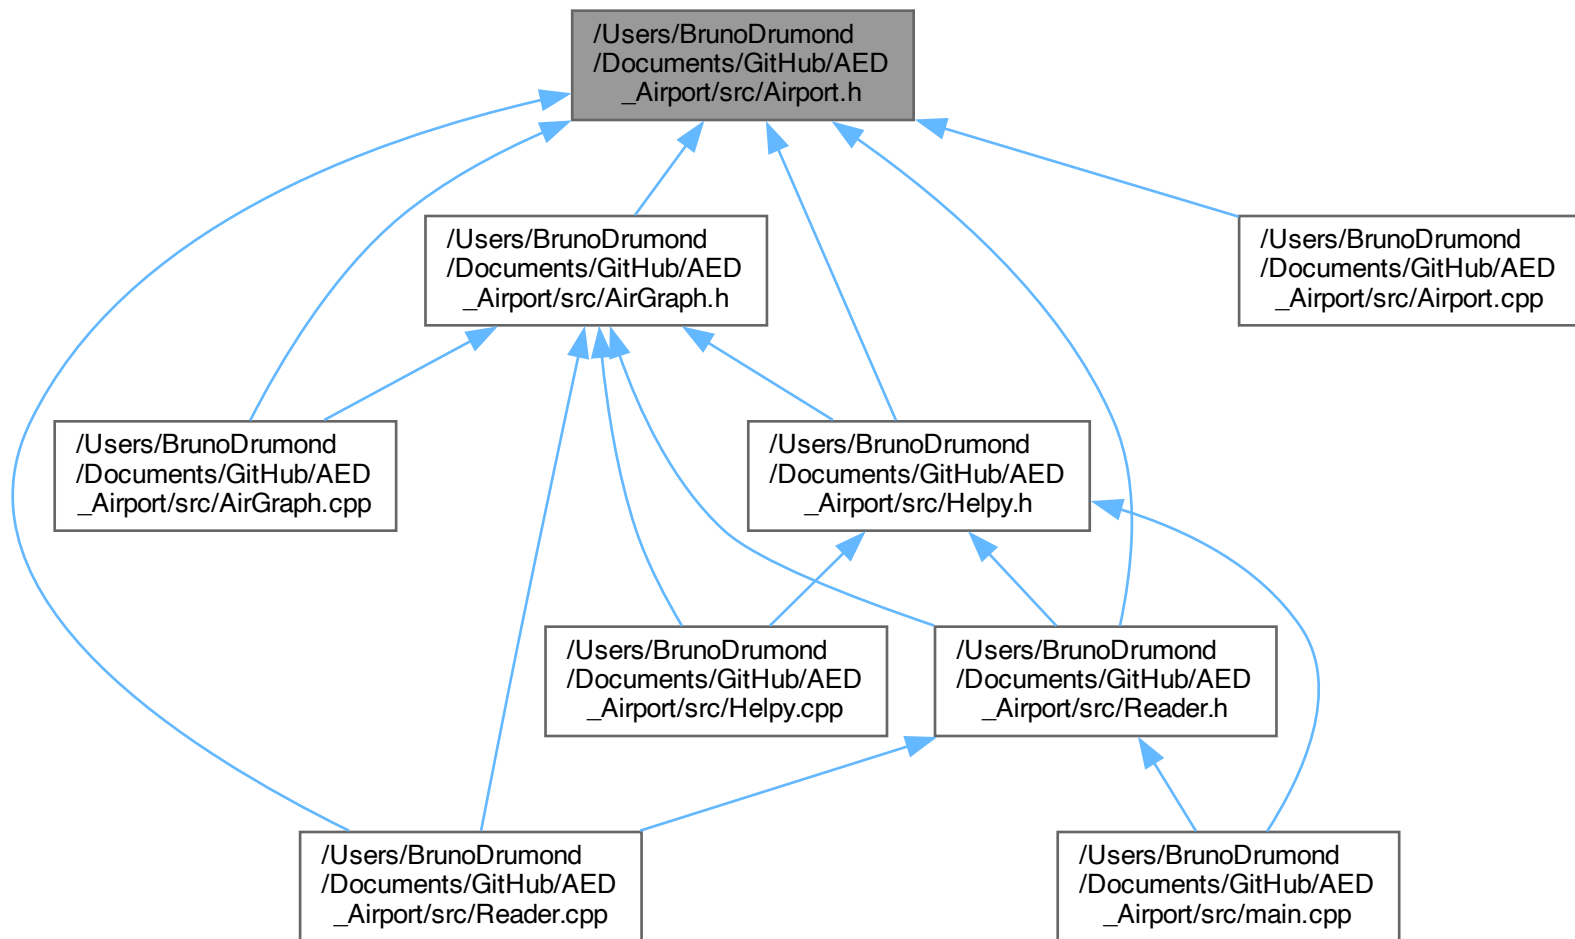 /Users/BrunoDrumond
/Documents/GitHub/AED
_Airport/src/Airport.h
/Users/BrunoDrumond
/Documents/GitHub/AED
_Airport/src/AirGraph.h
/Users/BrunoDrumond
/Documents/GitHub/AED
_Airport/src/Airport.cpp
/Users/BrunoDrumond
/Documents/GitHub/AED
_Airport/src/AirGraph.cpp
/Users/BrunoDrumond
/Documents/GitHub/AED
_Airport/src/Helpy.h
/Users/BrunoDrumond
/Documents/GitHub/AED
_Airport/src/Helpy.cpp
/Users/BrunoDrumond
/Documents/GitHub/AED
_Airport/src/Reader.h
/Users/BrunoDrumond
/Documents/GitHub/AED
_Airport/src/Reader.cpp
/Users/BrunoDrumond
/Documents/GitHub/AED
_Airport/src/main.cpp